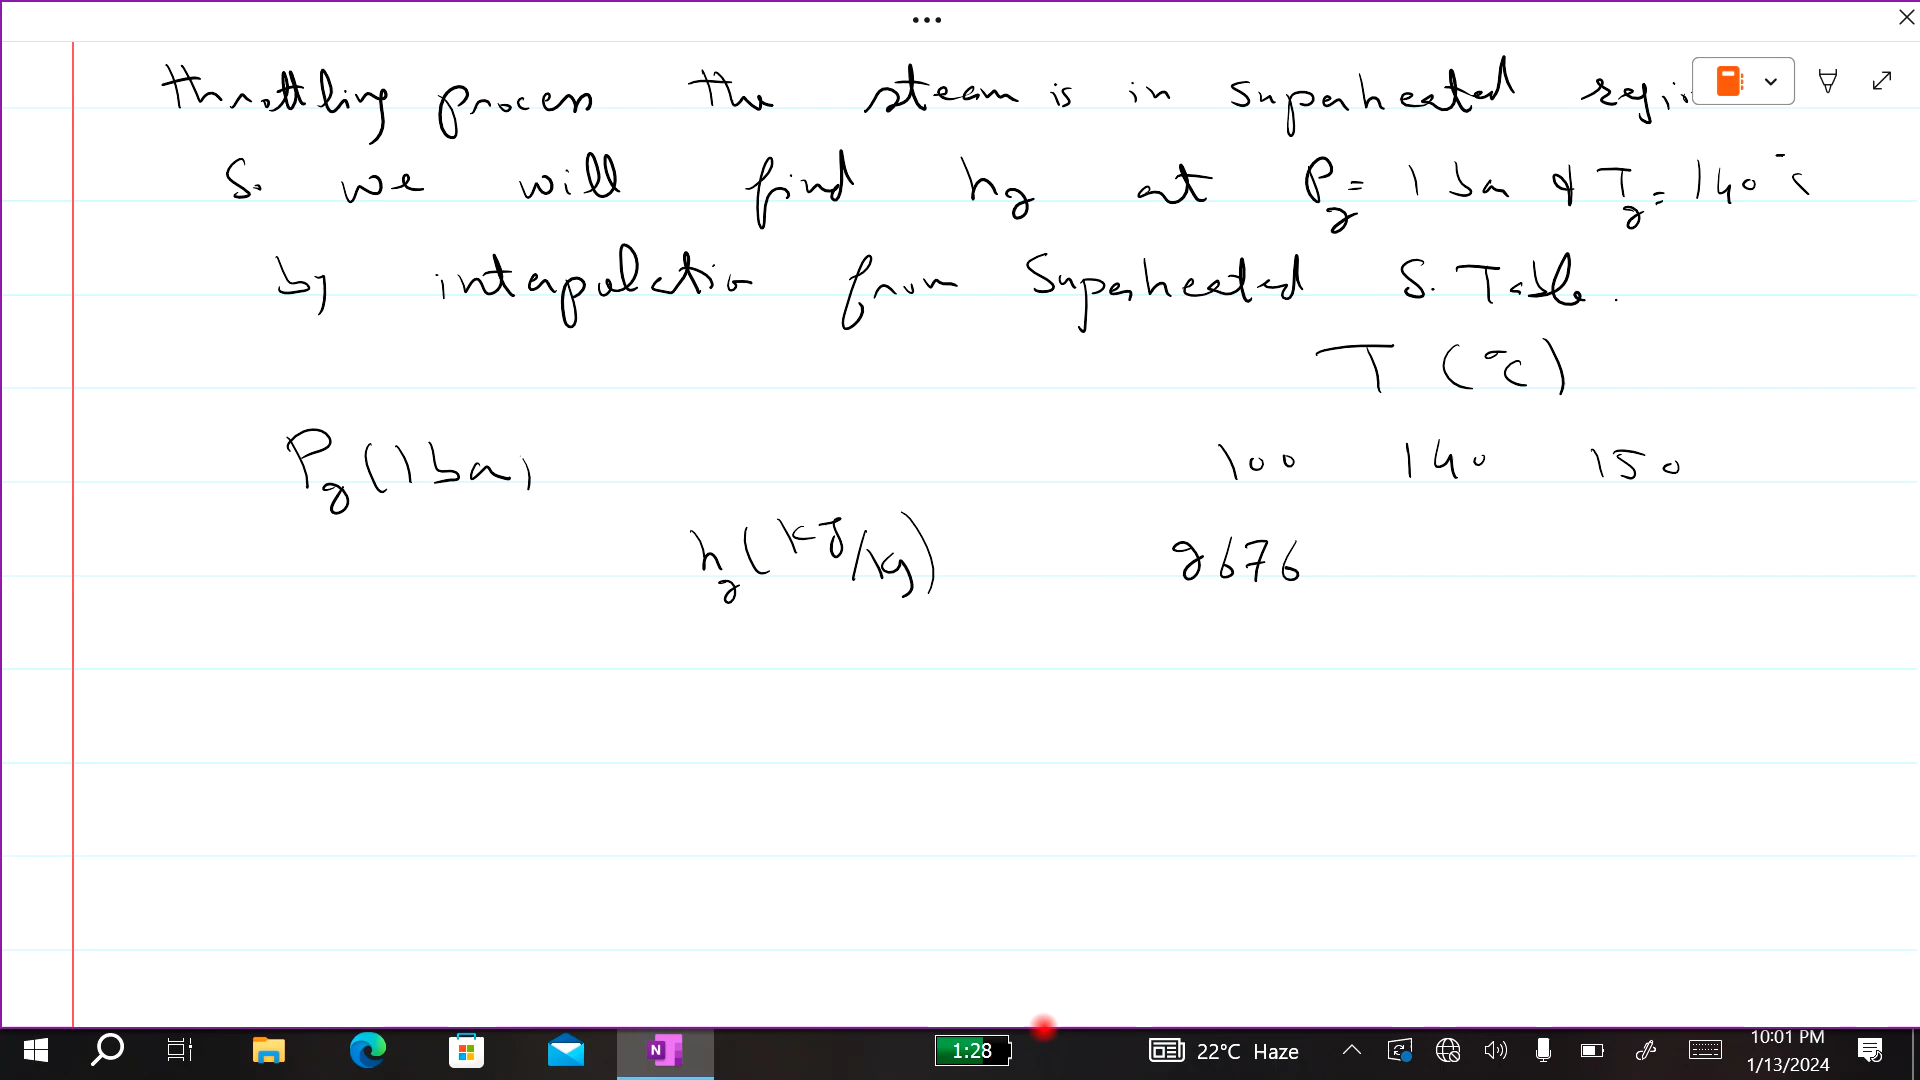 ...
throttling process the steam is in superheated regi
So we will find h2 at P2 = 1 bar & T2 = 140°c
by interpolation from Superheated S. Table.
T (°c)
P2 (1 bar) 100 140 150
h2 (kJ/kg) 2676
1:28
22°C Haze
10:01 PM
1/13/2024